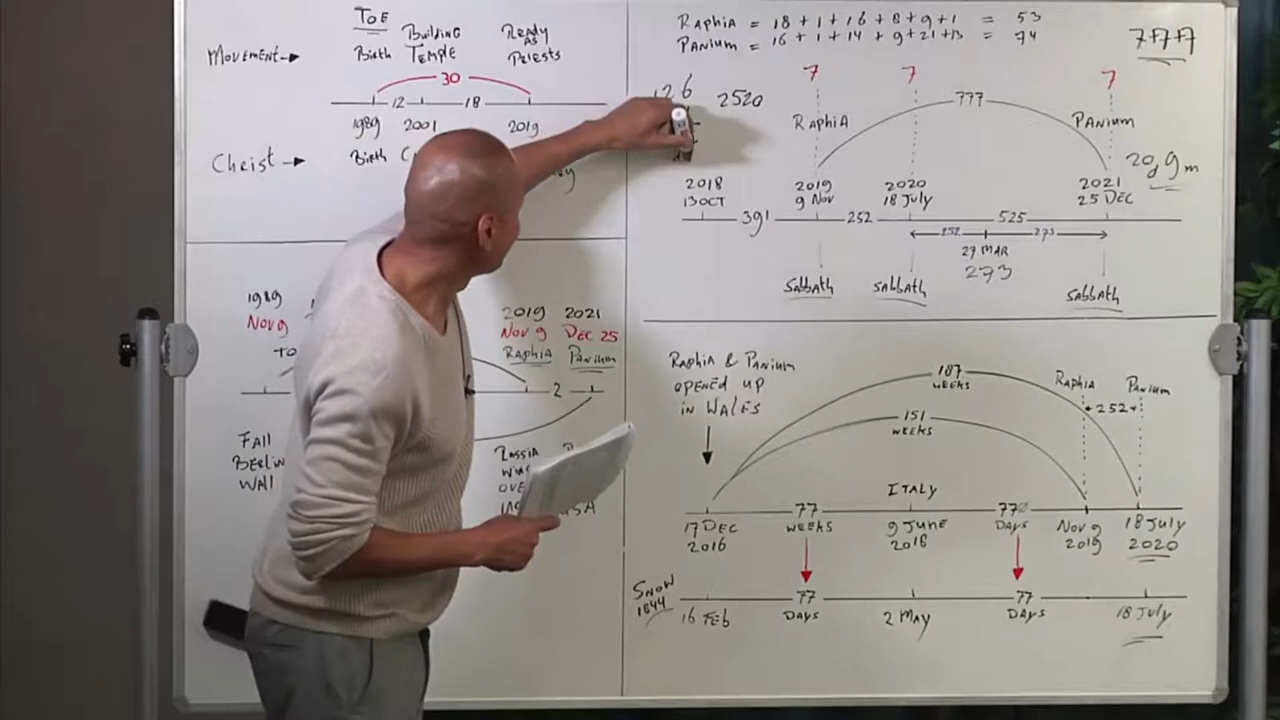 ToE
Building
Ready
Movement
Birth
Temple
As
Priests
30
12
18
1989
2001
2019
Christ
Birth
1989
Nov 9
2019
2021
Nov 9
Dec 25
Raphia
Panium
2
Fall
Berlin
Wall
Russia
Raphia = 18 + 1 + 16 + 8 + 9 + 1 = 53
Panium = 16 + 1 + 14 + 9 + 21 + 13 = 74
7+7+7
126
2520
7
7
7
777
Raphia
Panium
20d 9m
2018
13 Oct
2019
9 Nov
2020
18 July
2021
25 Dec
391
252
525
252
273
29 Mar
273
Sabbath
Sabbath
Sabbath
Raphia & Panium
opened up
in Wales
187
weeks
151
weeks
Raphia
Panium
252
Italy
77
weeks
770
Days
17 Dec
2016
9 June
2018
Nov 9
2019
18 July
2020
Snow
1844
77
Days
77
Days
16 Feb
2 May
18 July